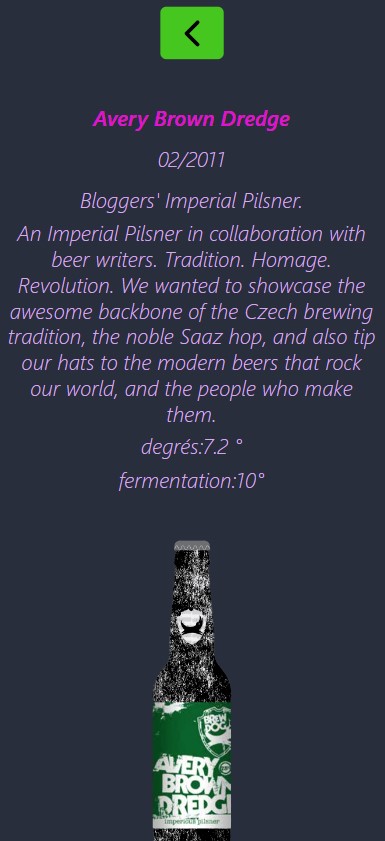 Avery Brown Dredge
02/2011
Bloggers' Imperial Pilsner.
An Imperial Pilsner in collaboration with
beer writers. Tradition. Homage.
Revolution. We wanted to showcase the
awesome backbone of the Czech brewing
tradition, the noble Saaz hop, and also tip
our hats to the modern beers that rock
our world, and the people who make
them.
degrés:7.2 °
fermentation:10°
BREW
DOG
AVERY
BROWN
DREDGE
imperious pilsner